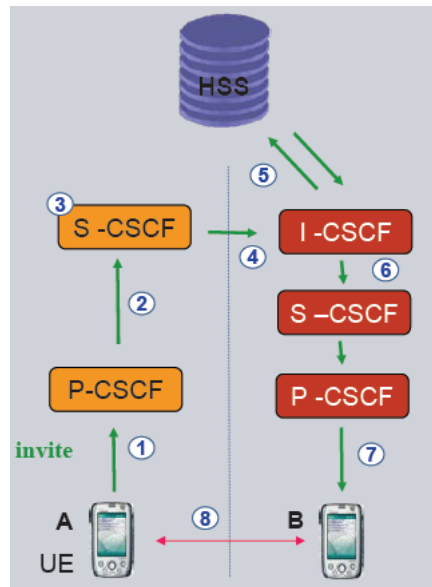 HSS
5
3
S -CSCF
4
I -CSCF
6
2
S –CSCF
P-CSCF
P -CSCF
invite
1
7
A
8
B
UE